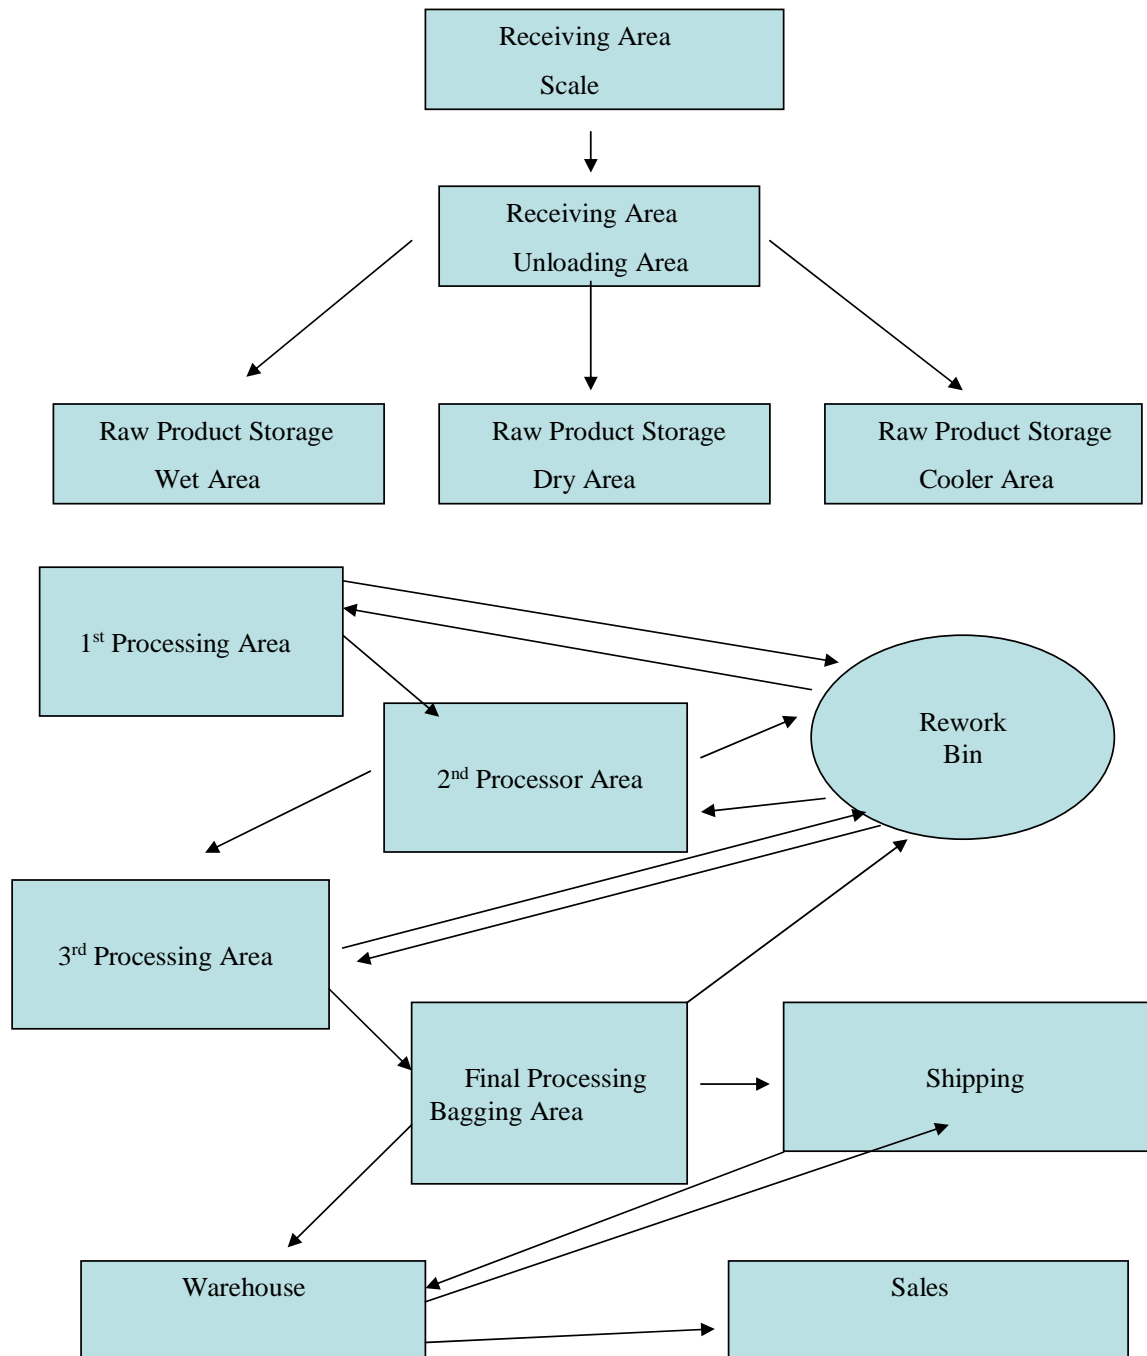 Receiving Area
Scale
Receiving Area
Unloading Area
Raw Product Storage
Wet Area
Raw Product Storage
Dry Area
Raw Product Storage
Cooler Area
1st Processing Area
Rework
Bin
2nd Processor Area
3rd Processing Area
Final Processing
Bagging Area
Shipping
Warehouse
Sales